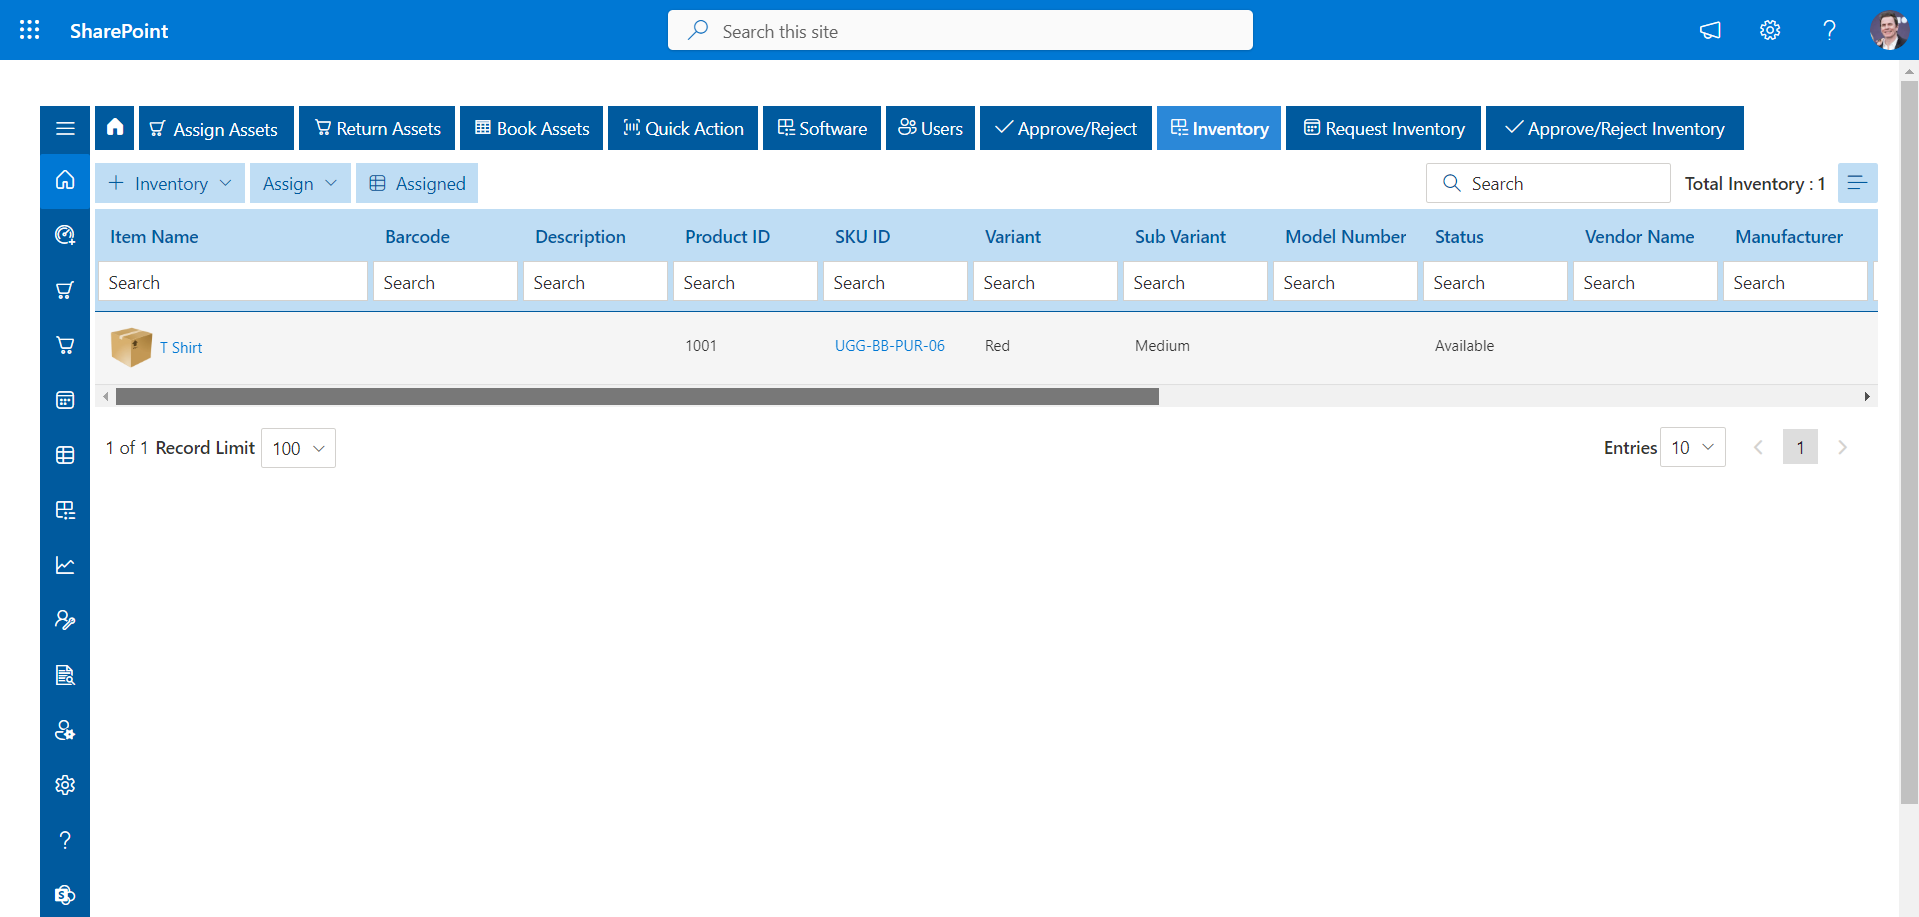 SharePoint
Search this site
Assign Assets
Return Assets
Book Assets
Quick Action
Software
Users
Approve/Reject
Inventory
Request Inventory
Approve/Reject Inventory
Inventory
Assign
Assigned
Search
Total Inventory : 1
Item Name Barcode Description Product ID SKU ID Variant Sub Variant Model Number Status Vendor Name Manufacturer
Search Search Search Search Search Search Search Search Search Search Search
T Shirt 1001 UGG-BB-PUR-06 Red Medium Available
1 of 1 Record Limit 100
Entries 10 1